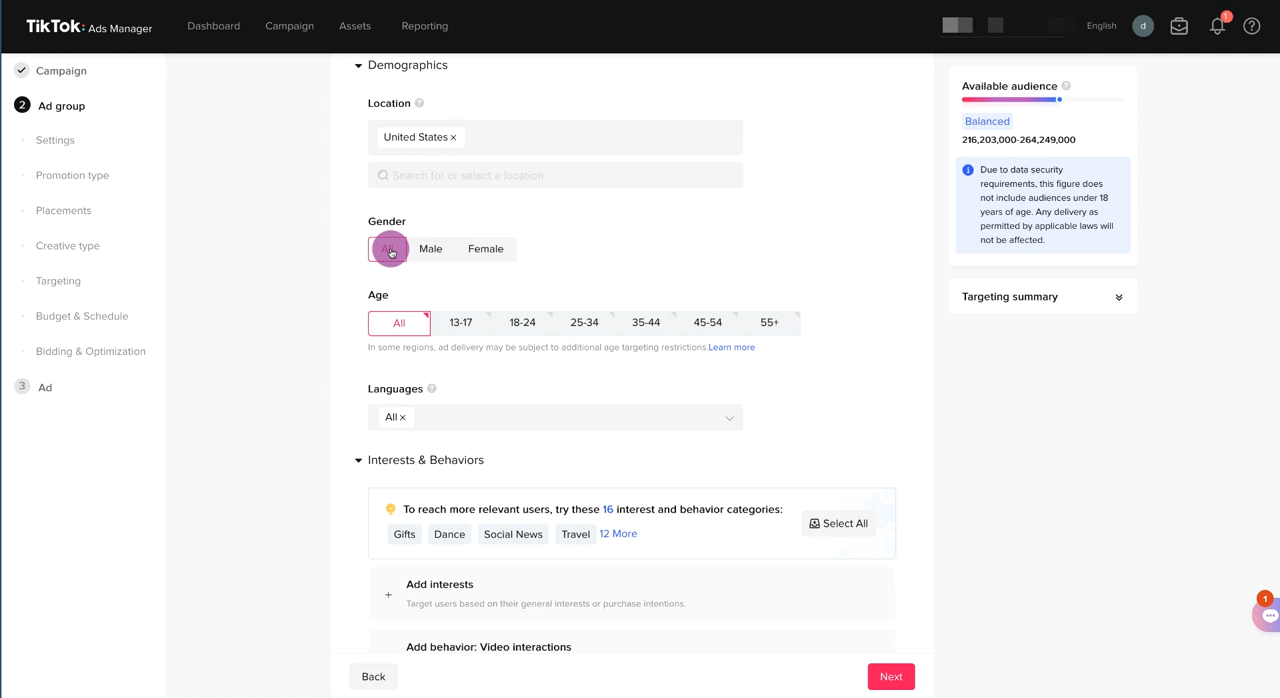 TikTok: Ads Manager
Dashboard
Campaign
Assets
Reporting
English
d
1
?
Campaign
2 Ad group
Settings
Promotion type
Placements
Creative type
Targeting
Budget & Schedule
Bidding & Optimization
3 Ad
Demographics
Location ?
United States ×
Search for or select a location
Gender
All Male Female
Age
All 13-17 18-24 25-34 35-44 45-54 55+
In some regions, ad delivery may be subject to additional age targeting restrictions. Learn more
Languages ?
All ×
Interests & Behaviors
To reach more relevant users, try these 16 interest and behavior categories:
Gifts Dance Social News Travel 12 More
Select All
+ Add interests
Target users based on their general interests or purchase intentions.
Add behavior: Video interactions
Back
Next
Available audience ?
Balanced
216,203,000-264,249,000
i Due to data security
requirements, this figure does
not include audiences under 18
years of age. Any delivery as
permitted by applicable laws will
not be affected.
Targeting summary
1